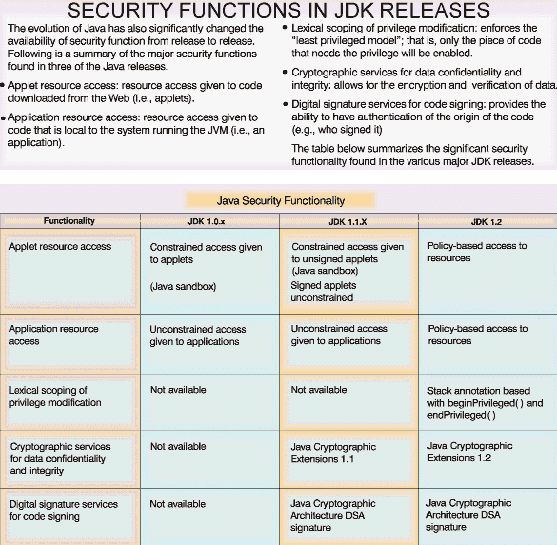 SECURITY FUNCTIONS IN JDK RELEASES
The evolution of Java has also significantly changed the
availability of security function from release to release.
Following is a summary of the major security functions
found in three of the Java releases.
• Applet resource access: resource access given to code
downloaded from the Web (i.e., applets).
• Application resource access: resource access given to
code that is local to the system running the JVM (i.e., an
application).
• Lexical scoping of privilege modification: enforces the
"least privileged model"; that is, only the piece of code
that needs the privilege will be enabled.
• Cryptographic services for data confidentiality and
integrity: allows for the encryption and verification of data.
• Digital signature services for code signing: provides the
ability to have authentication of the origin of the code
(e.g., who signed it)
The table below summarizes the significant security
functionality found in the various major JDK releases.
Java Security Functionality
Functionality JDK 1.0.x JDK 1.1.X JDK 1.2
Applet resource access
Constrained access given
to applets
(Java sandbox)
Constrained access given
to unsigned applets
(Java sandbox)
Signed applets
unconstrained
Policy-based access to
resources
Application resource
access
Unconstrained access
given to applications
Unconstrained access
given to applications
Policy-based access to
resources
Lexical scoping of
privilege modification
Not available
Not available
Stack annotation based
with beginPrivileged( ) and
endPrivileged( )
Cryptographic services
for data confidentiality
and integrity
Not available
Java Cryptographic
Extensions 1.1
Java Cryptographic
Extensions 1.2
Digital signature services
for code signing
Not available
Java Cryptographic
Architecture DSA
signature
Java Cryptographic
Architecture DSA
signature